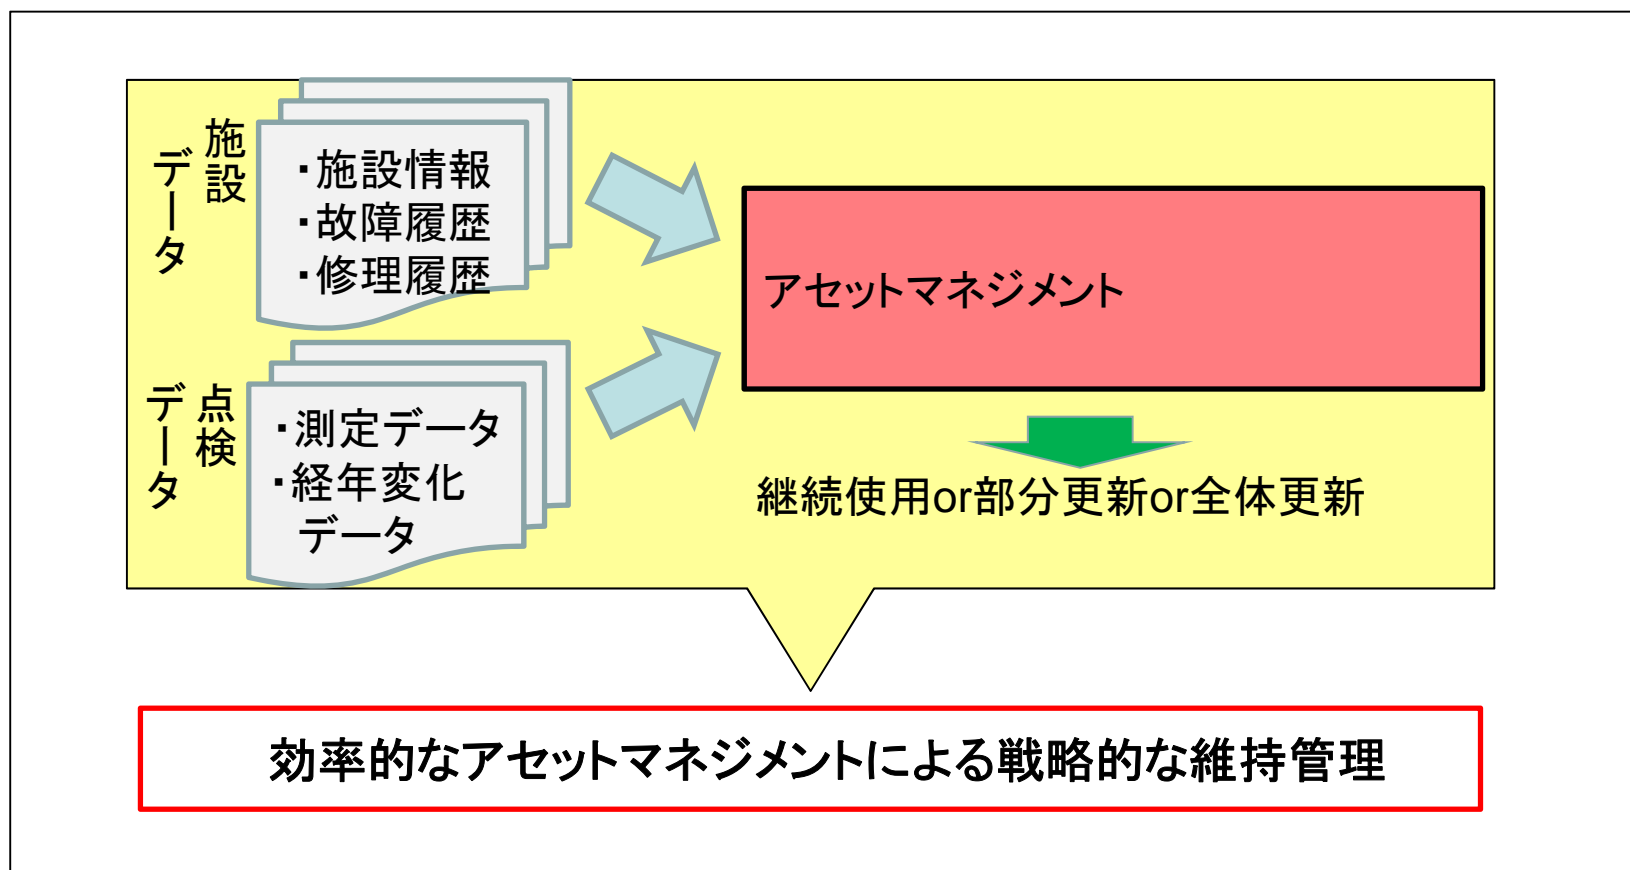 施設
データ
・施設情報
・故障履歴
・修理履歴
点検
データ
・測定データ
・経年変化
データ
アセットマネジメント
継続使用or部分更新or全体更新
効率的なアセットマネジメントによる戦略的な維持管理